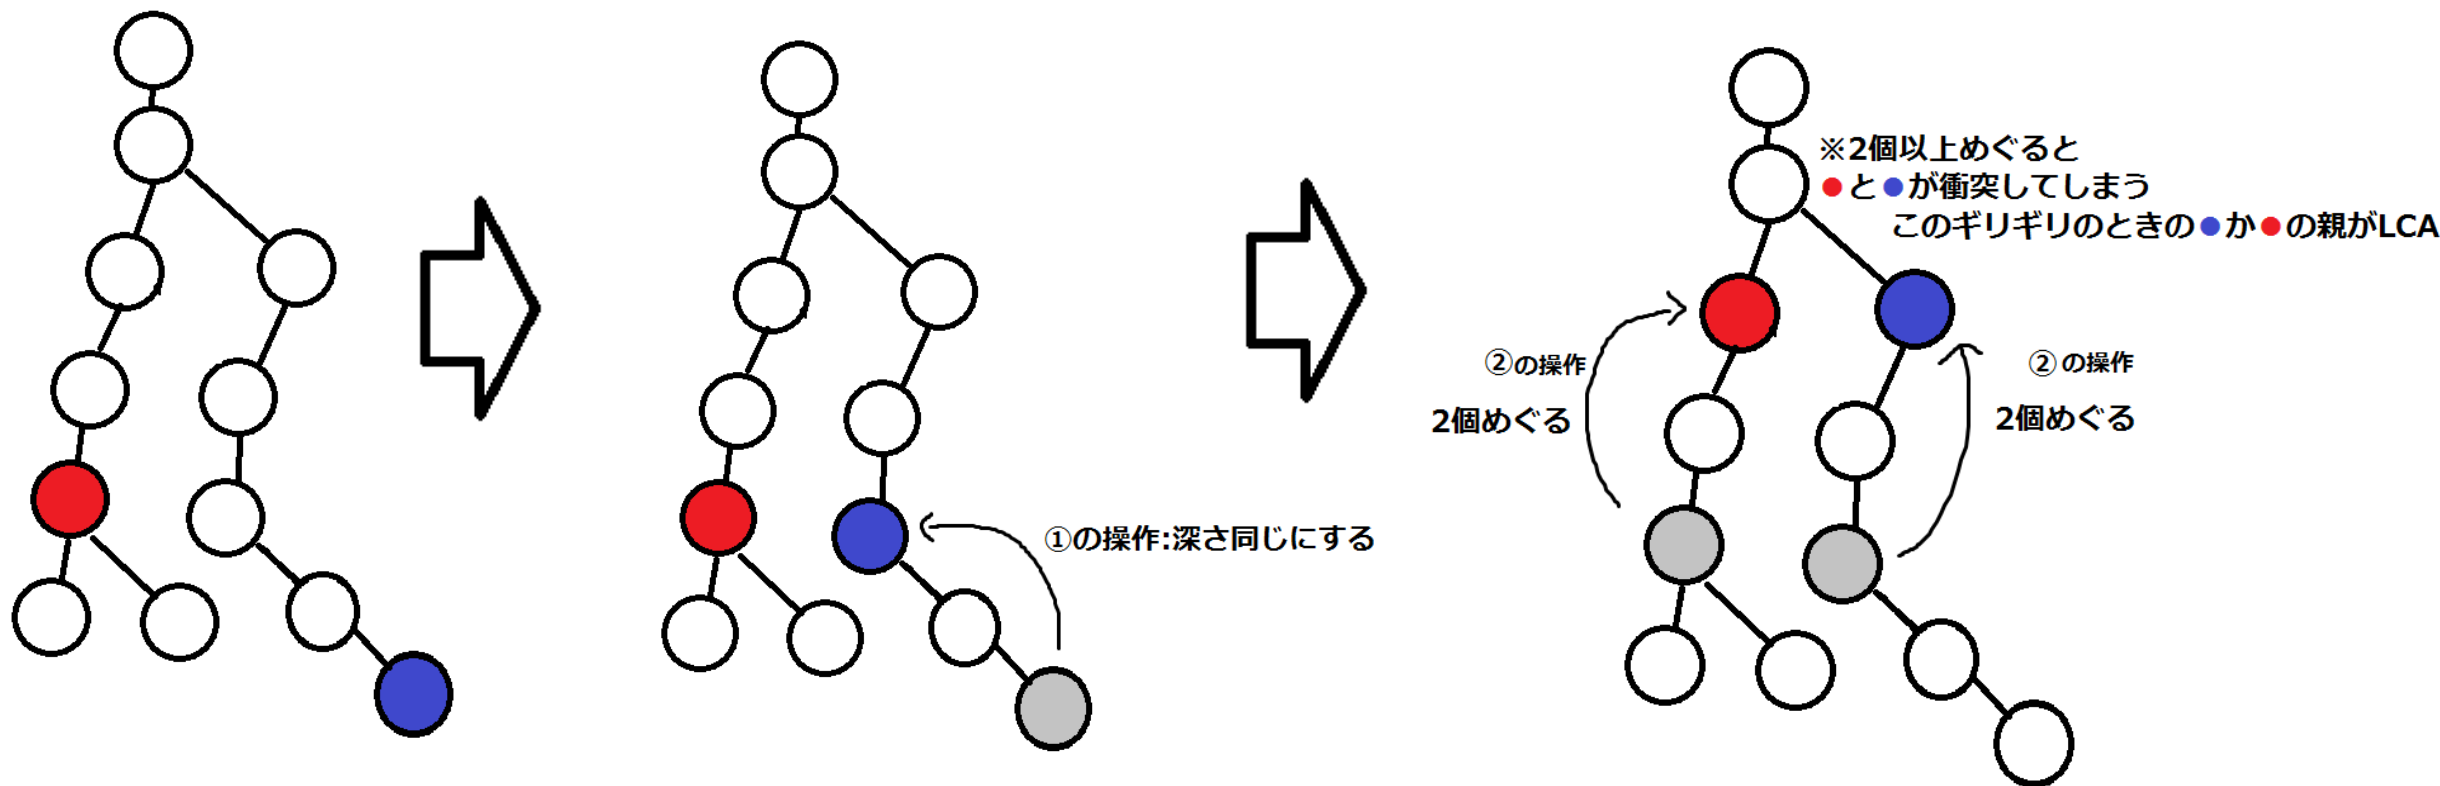 ①の操作:深さ同じにする
※2個以上めぐると
●と●が衝突してしまう
このギリギリのときの●か●の親がLCA
②の操作
2個めぐる
②の操作
2個めぐる